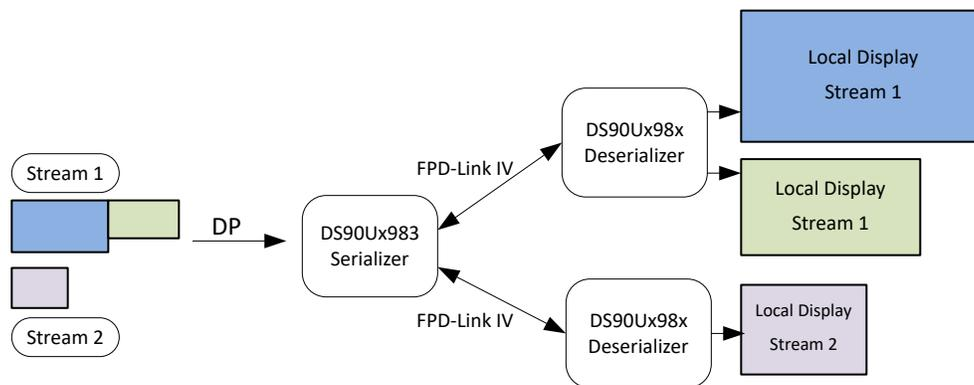 Stream 1
DP
Stream 2
DS90Ux983
Serializer
FPD-Link IV
FPD-Link IV
DS90Ux98x
Deserializer
DS90Ux98x
Deserializer
Local Display
Stream 1
Local Display
Stream 1
Local Display
Stream 2